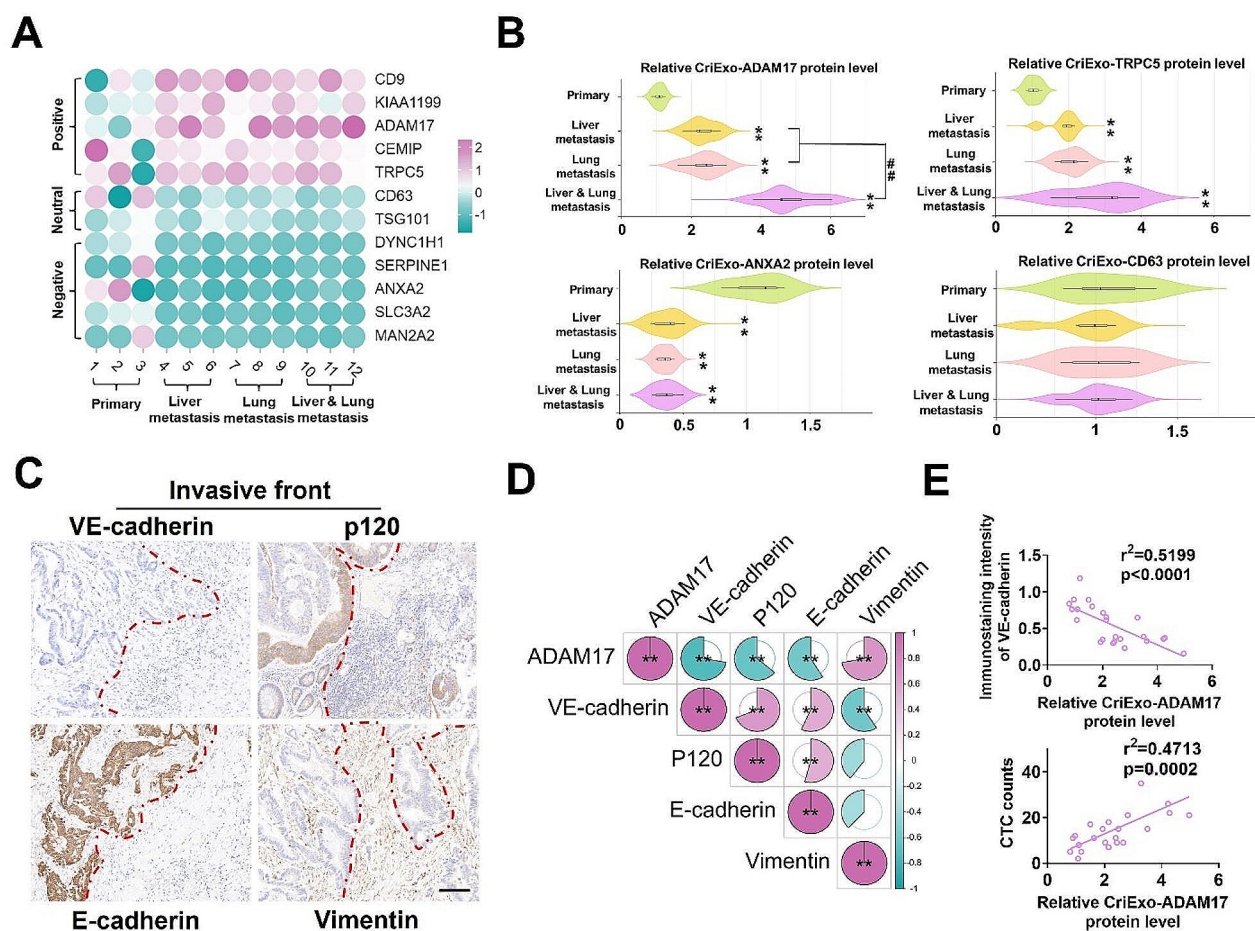 A
CD9
KIAA1199
ADAM17
CEMIP
TRPC5
CD63
TSG101
DYNC1H1
SERPINE1
ANXA2
SLC3A2
MAN2A2
Positive
Neutral
Negative
2
1
0
-1
1 2 3 4 5 6 7 8 9 10 11 12
Primary
Liver
metastasis
Lung
metastasis
Liver & Lung
metastasis
B
Relative CriExo-ADAM17 protein level
Primary
Liver
metastasis
**
Lung
metastasis
**
##
Liver & Lung
metastasis
**
0 2 4 6
Relative CriExo-TRPC5 protein level
Primary
Liver
metastasis
**
Lung
metastasis
**
Liver & Lung
metastasis
**
0 2 4 6
Relative CriExo-ANXA2 protein level
Primary
Liver
metastasis
**
Lung
metastasis
**
Liver & Lung
metastasis
**
0 0.5 1 1.5
Relative CriExo-CD63 protein level
Primary
Liver
metastasis
Lung
metastasis
Liver & Lung
metastasis
0 1 1.5
C
Invasive front
VE-cadherin p120
E-cadherin Vimentin
D
ADAM17 VE-cadherin P120 E-cadherin Vimentin
ADAM17 ** ** ** ** **
VE-cadherin ** ** ** **
P120 ** **
E-cadherin **
Vimentin **
1
0.8
0.6
0.4
0.2
0
-0.2
-0.4
-0.6
-0.8
-1
E
Immunostaining intensity
of VE-cadherin
1.5
1.0
0.5
0.0
r²=0.5199
p<0.0001
0 2 4 6
Relative CriExo-ADAM17
protein level
CTC counts
40
20
0
r²=0.4713
p=0.0002
0 2 4 6
Relative CriExo-ADAM17
protein level